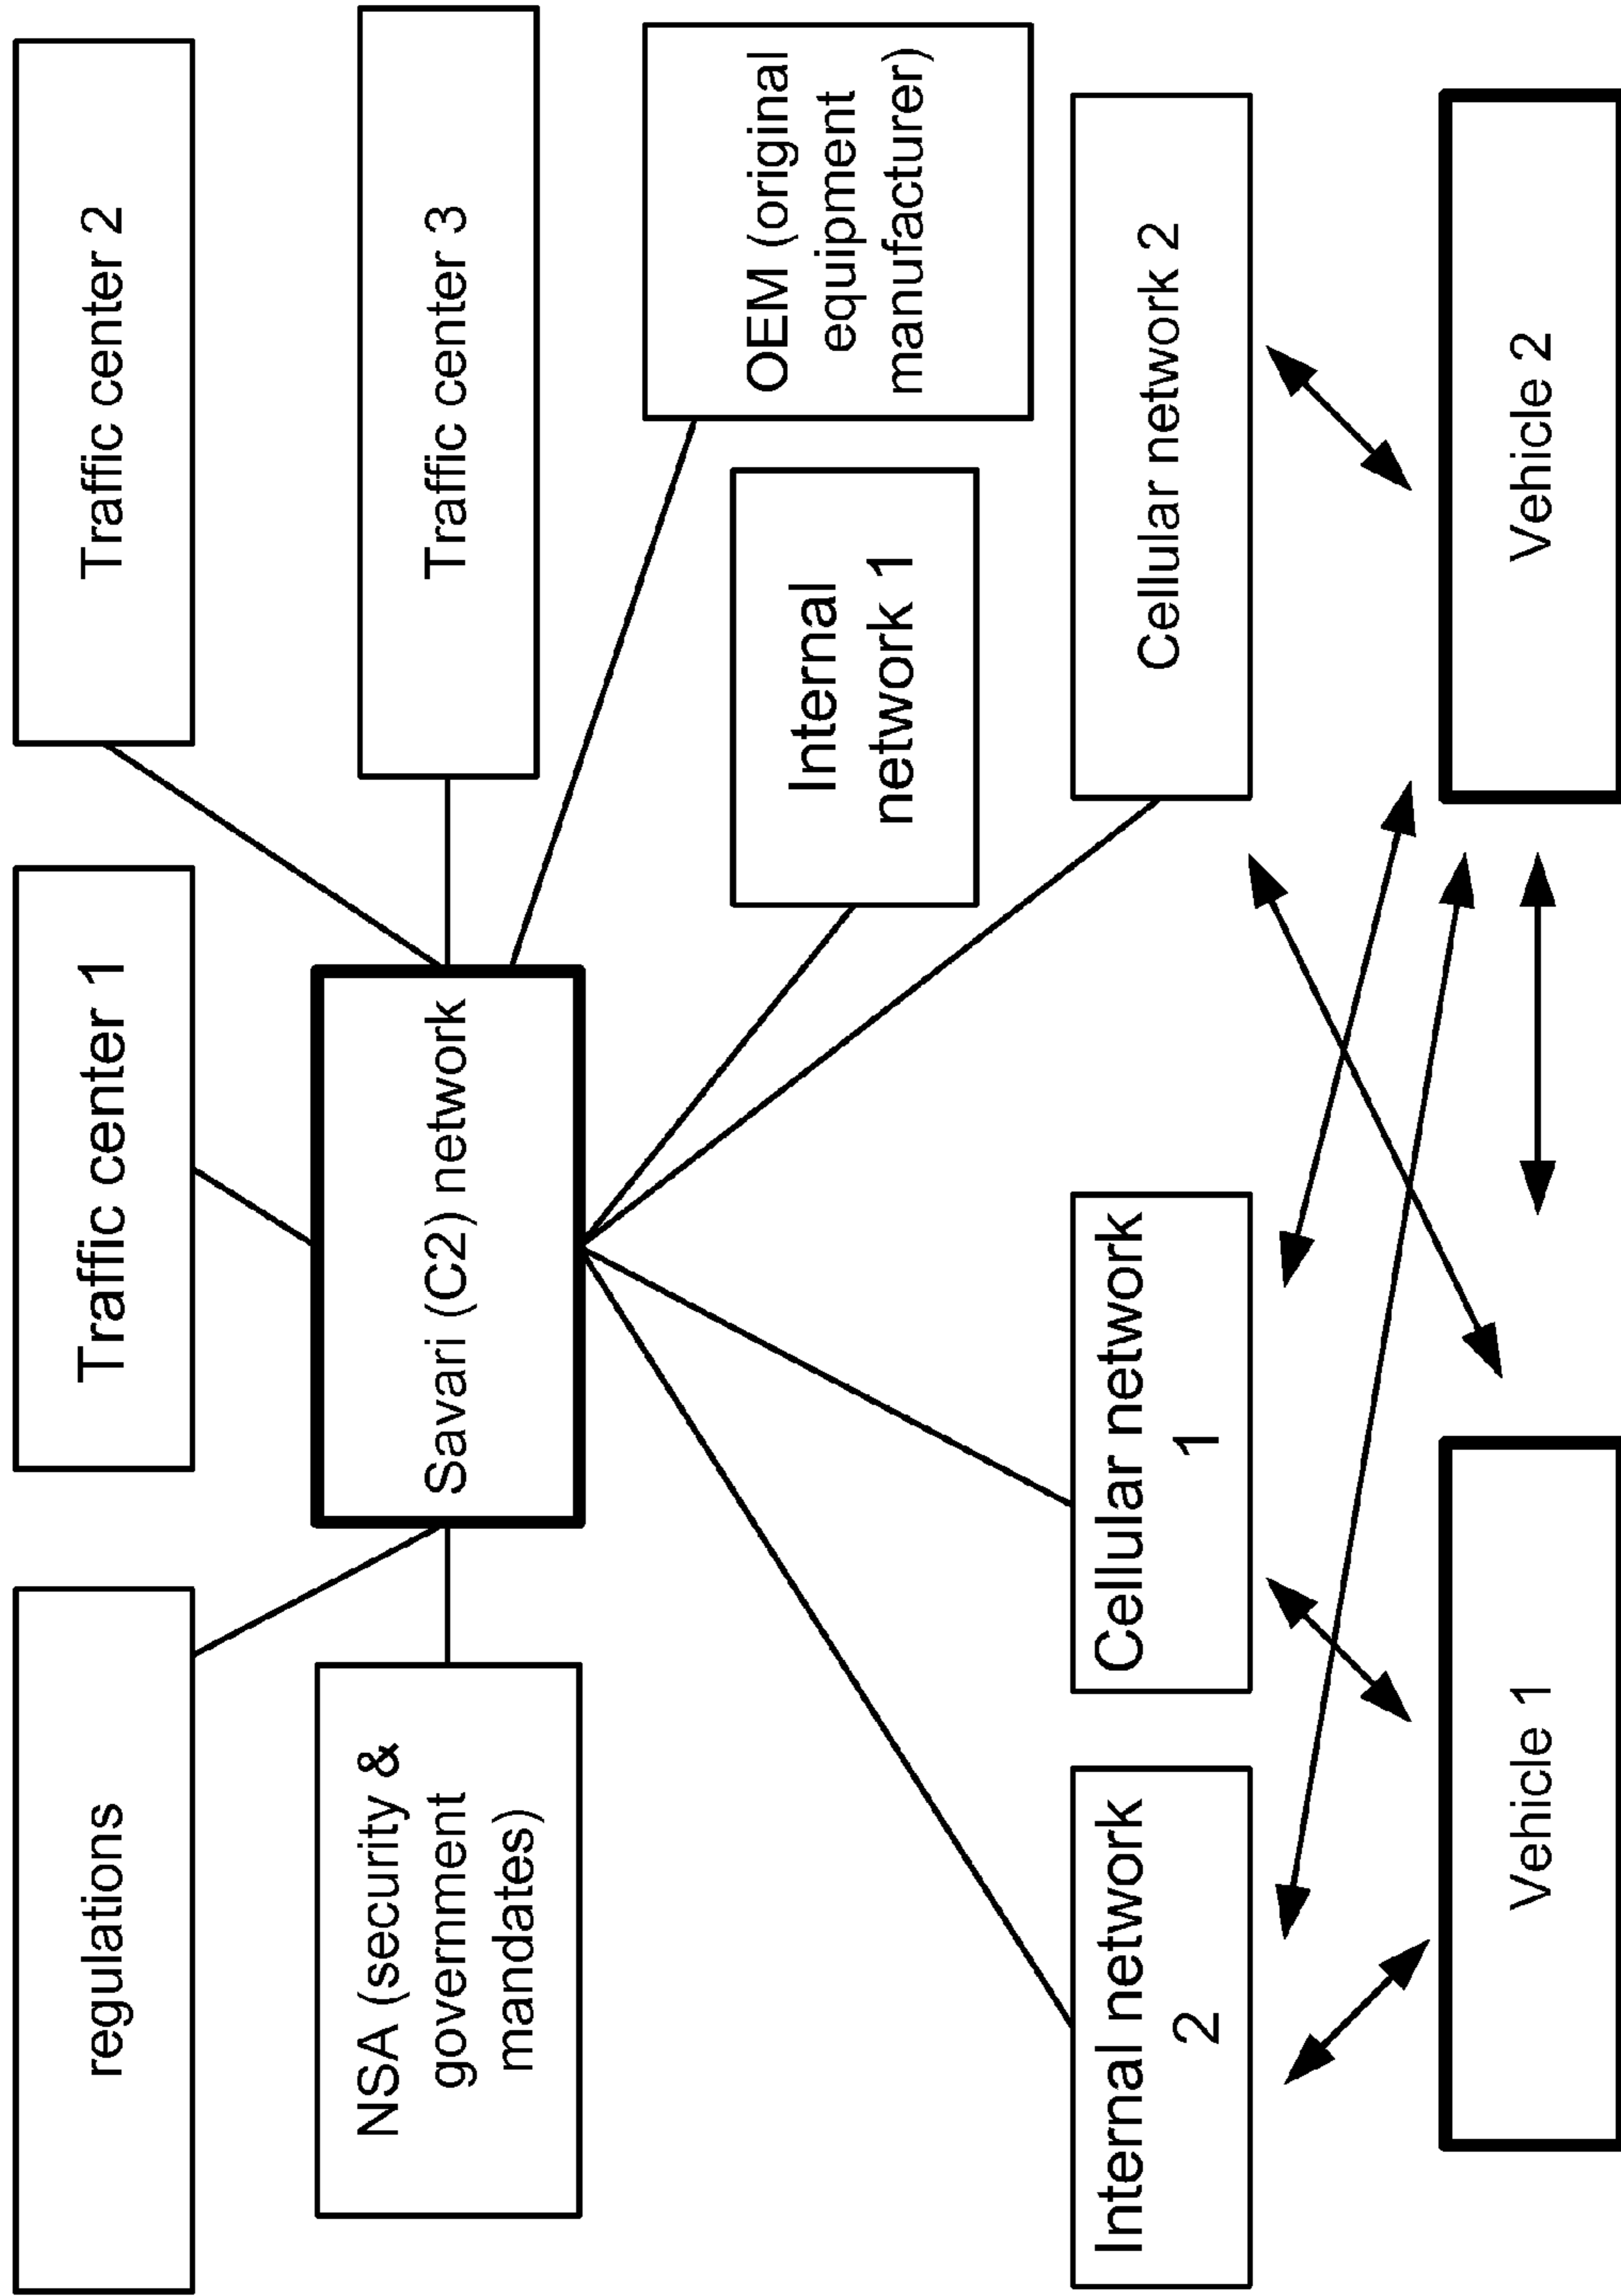 regulations
Traffic center 1
Traffic center 2
NSA (security &
government
mandates)
Savari (C2) network
Traffic center 3
OEM (original
equipment
manufacturer)
Internal
network 1
Internal network
2
Cellular network
1
Cellular network 2
Vehicle 1
Vehicle 2